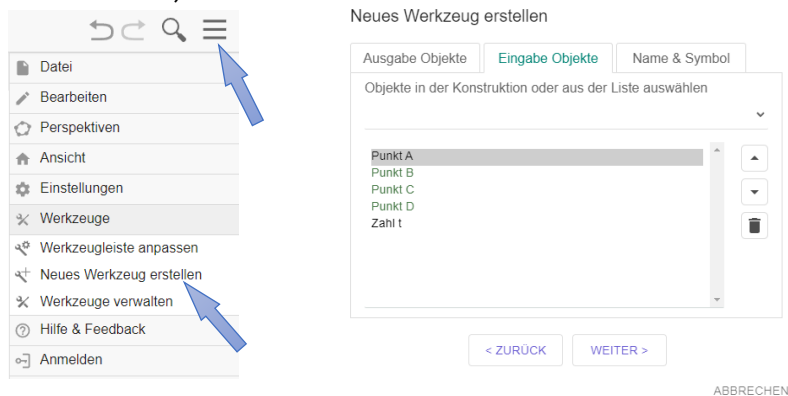 Datei
Bearbeiten
Perspektiven
Ansicht
Einstellungen
Werkzeuge
Werkzeugleiste anpassen
Neues Werkzeug erstellen
Werkzeuge verwalten
Hilfe & Feedback
Anmelden
Neues Werkzeug erstellen
Ausgabe Objekte
Eingabe Objekte
Name & Symbol
Objekte in der Konstruktion oder aus der Liste auswählen
Punkt A
Punkt B
Punkt C
Punkt D
Zahl t
< ZURÜCK
WEITER >
ABBRECHEN